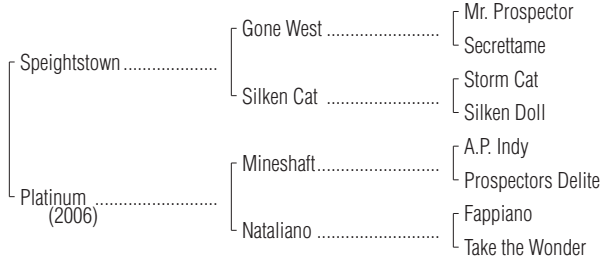 Mr. Prospector
Gone West ........................
Secrettame
Speightstown ....................
Storm Cat
Silken Cat ........................
Silken Doll
A.P. Indy
Mineshaft..........................
Prospectors Delite
Platinum ..........................
(2006)
Fappiano
Nataliano ..........................
Take the Wonder